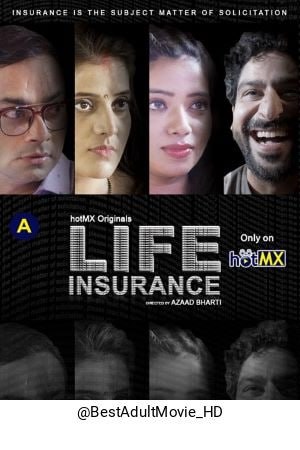 INSURANCE IS THE SUBJECT MATTER OF SOLICITATION
A
hotMX Originals
LIFE
INSURANCE
Only on
hotMX
DIRECTED BY AZAAD BHARTI
@BestAdultMovie_HD